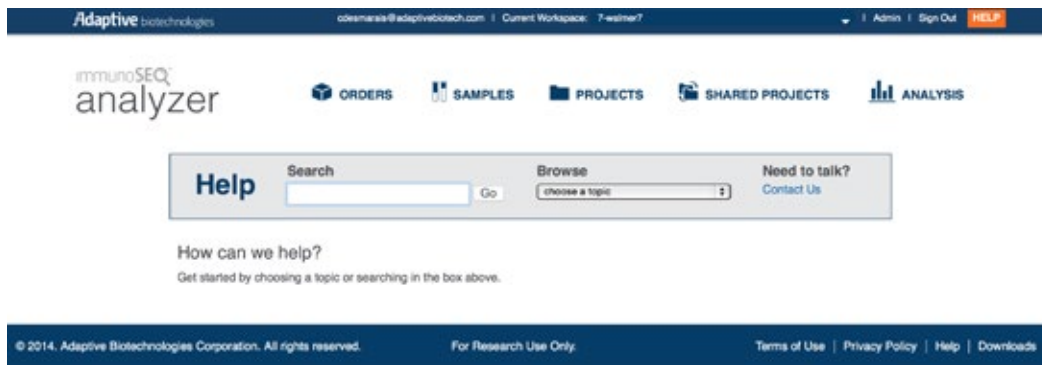 Adaptive biotechnologies cdesmarais@adaptivebiotech.com | Current Workspace: 7-walmer7 | Admin | Sign Out HELP
immunoSEQ
analyzer ORDERS SAMPLES PROJECTS SHARED PROJECTS ANALYSIS
Help Search Browse Need to talk?
Go choose a topic Contact Us
How can we help?
Get started by choosing a topic or searching in the box above.
© 2014. Adaptive Biotechnologies Corporation. All rights reserved. For Research Use Only. Terms of Use | Privacy Policy | Help | Downloads